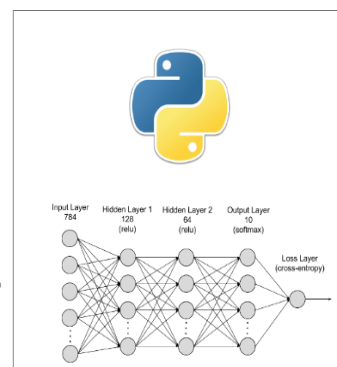 Input Layer
784
Hidden Layer 1
128
(relu)
Hidden Layer 2
64
(relu)
Output Layer
10
(softmax)
Loss Layer
(cross-entropy)